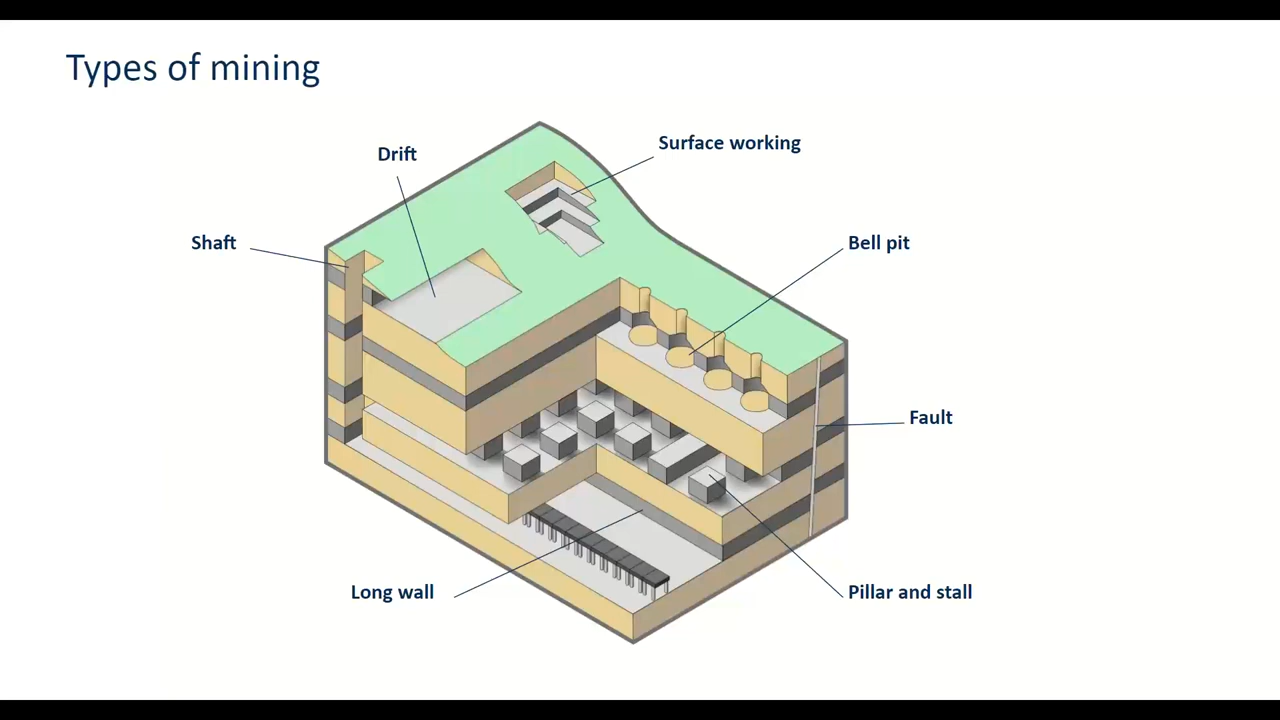 Types of mining
Drift
Surface working
Shaft
Bell pit
Fault
Long wall
Pillar and stall